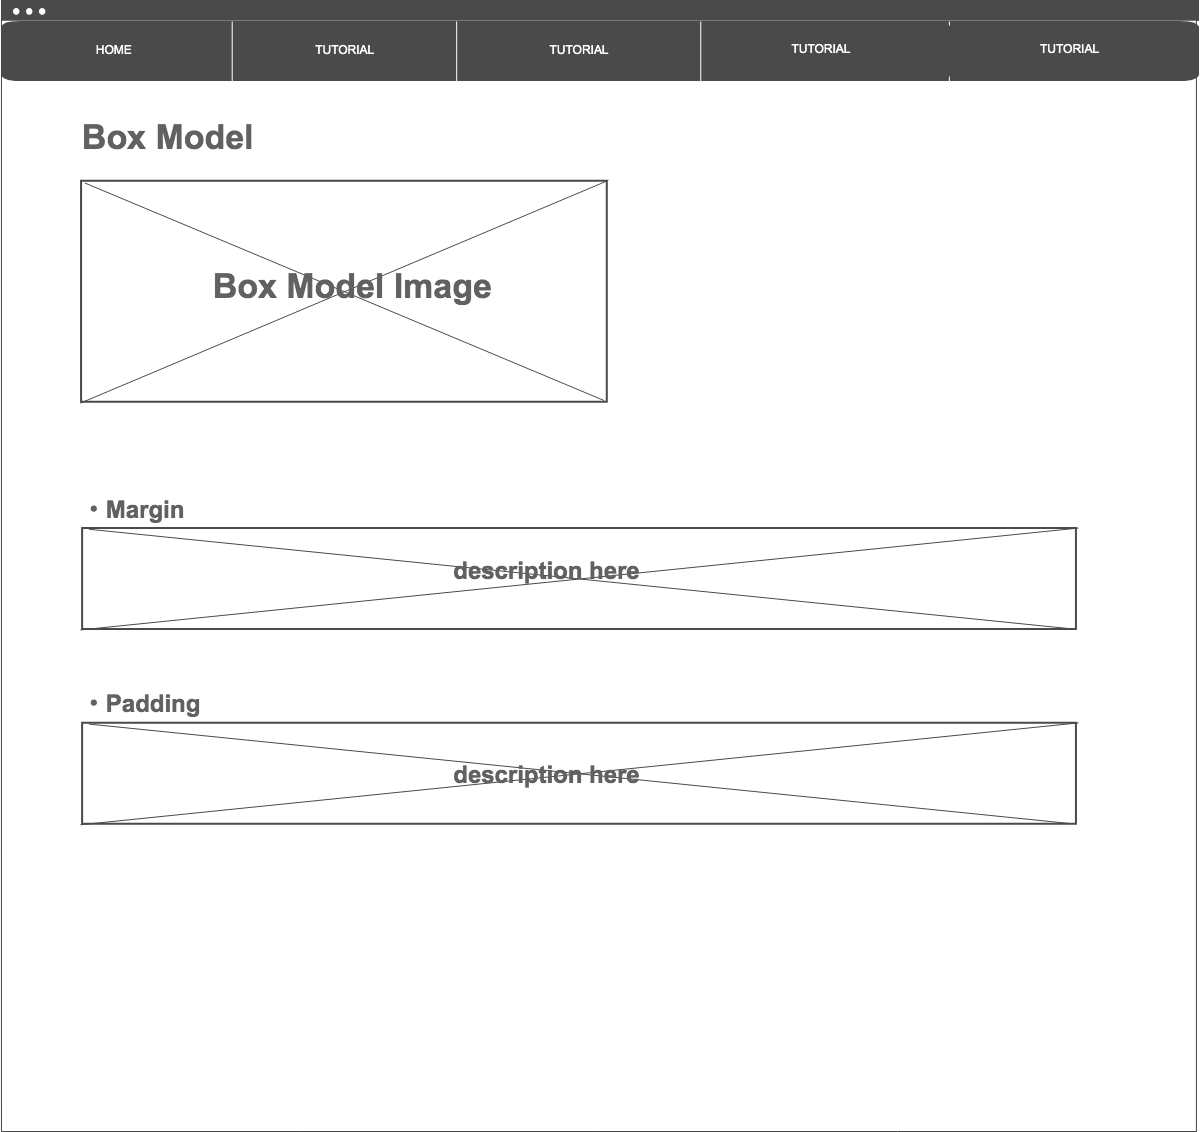 HOME TUTORIAL TUTORIAL TUTORIAL TUTORIAL
Box Model
Box Model Image
• Margin
description here
• Padding
description here